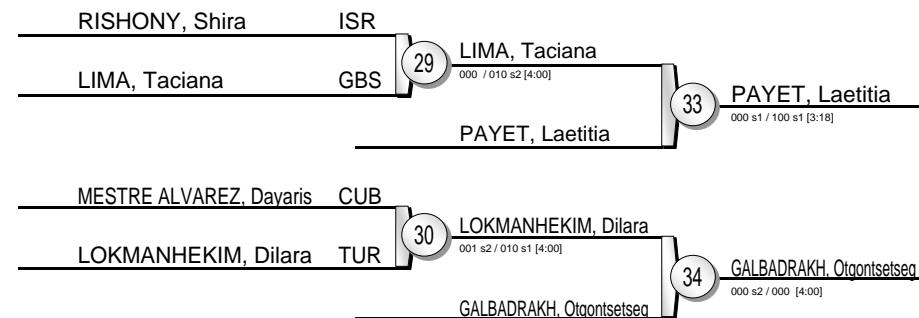 RISHONY, Shira ISR
29
LIMA, Taciana
000 / 010 s2 [4:00]
LIMA, Taciana GBS
33
PAYET, Laetitia
000 s1 / 100 s1 [3:18]
PAYET, Laetitia
MESTRE ALVAREZ, Dayaris CUB
30
LOKMANHEKIM, Dilara
001 s2 / 010 s1 [4:00]
LOKMANHEKIM, Dilara TUR
34
GALBADRAKH, Otgontsetseg
000 s2 / 000 [4:00]
GALBADRAKH, Otgontsetseg